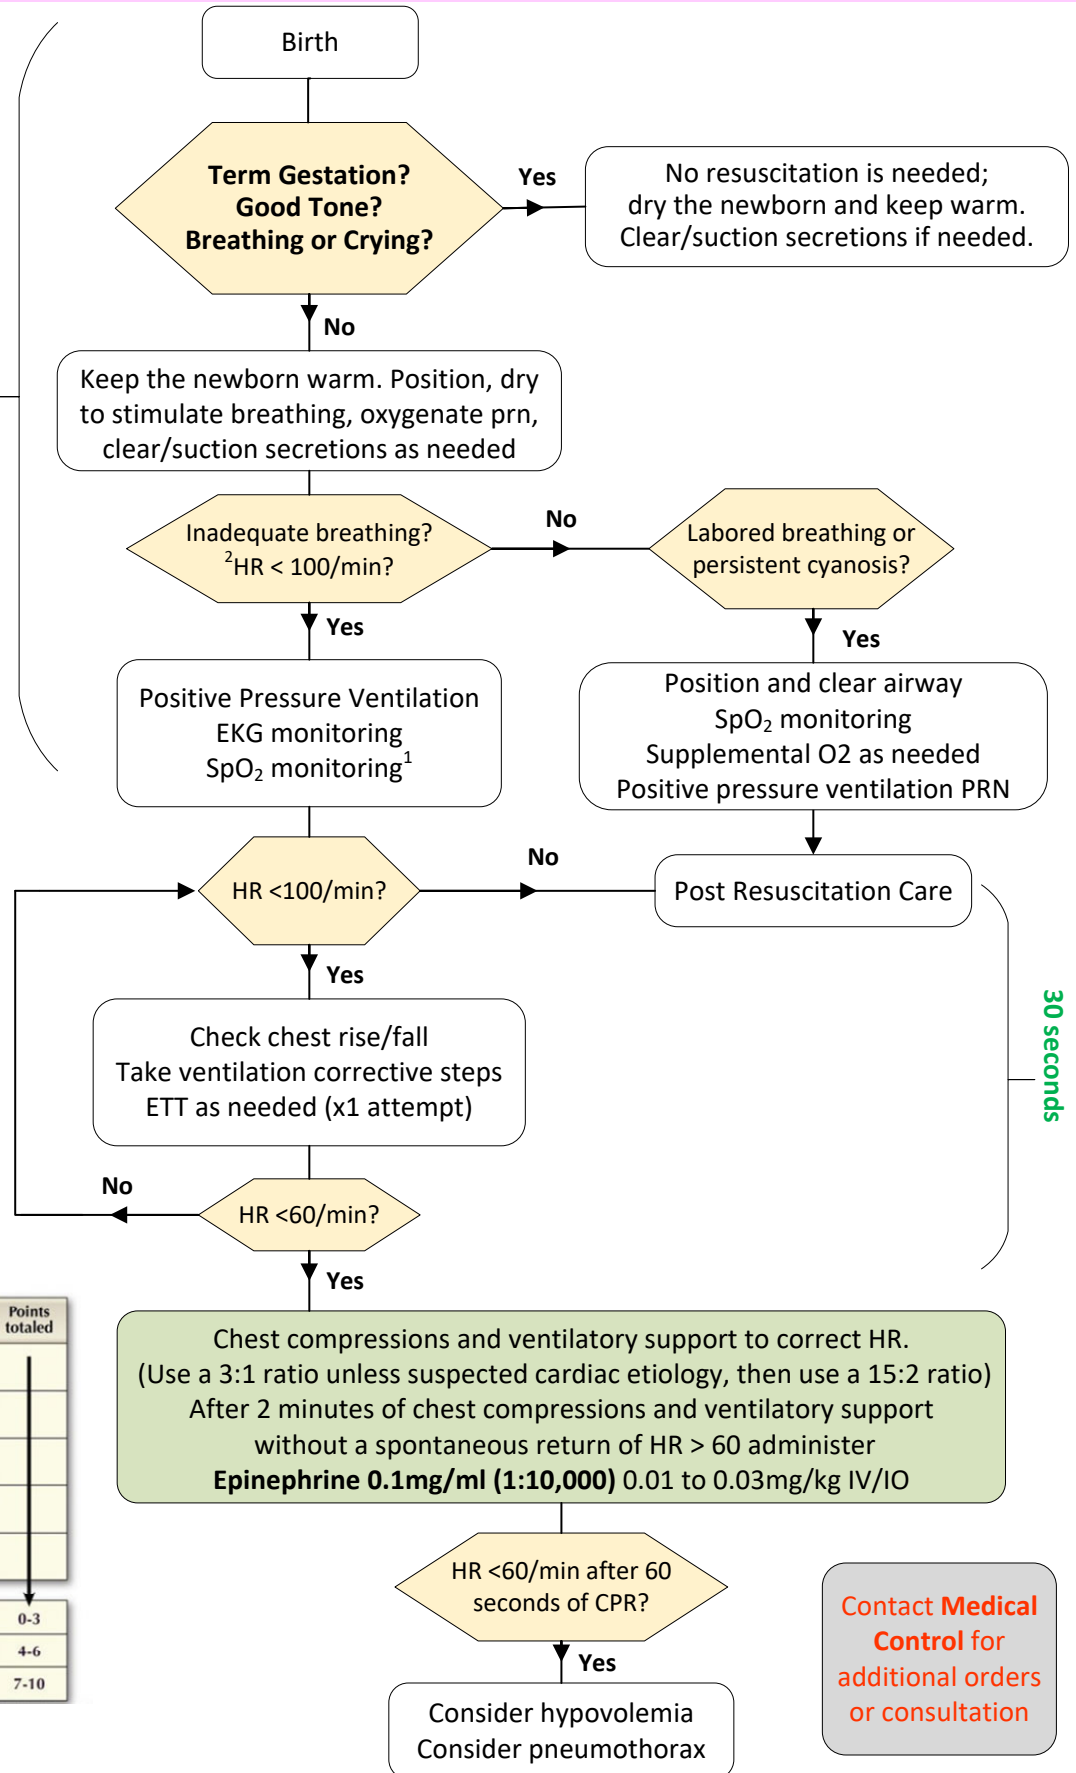 Birth
Term Gestation?
Good Tone?
Breathing or Crying?
Yes
No resuscitation is needed;
dry the newborn and keep warm.
Clear/suction secretions if needed.
No
Keep the newborn warm. Position, dry
to stimulate breathing, oxygenate prn,
clear/suction secretions as needed
Inadequate breathing?
²HR < 100/min?
No
Labored breathing or
persistent cyanosis?
Yes
Yes
Positive Pressure Ventilation
EKG monitoring
SpO₂ monitoring¹
Position and clear airway
SpO₂ monitoring
Supplemental O2 as needed
Positive pressure ventilation PRN
HR <100/min?
No
Post Resuscitation Care
Yes
30 seconds
Check chest rise/fall
Take ventilation corrective steps
ETT as needed (x1 attempt)
No
HR <60/min?
Yes
Points
totaled
0-3
4-6
7-10
Chest compressions and ventilatory support to correct HR.
(Use a 3:1 ratio unless suspected cardiac etiology, then use a 15:2 ratio)
After 2 minutes of chest compressions and ventilatory support
without a spontaneous return of HR > 60 administer
Epinephrine 0.1mg/ml (1:10,000) 0.01 to 0.03mg/kg IV/IO
HR <60/min after 60
seconds of CPR?
Yes
Consider hypovolemia
Consider pneumothorax
Contact Medical
Control for
additional orders
or consultation